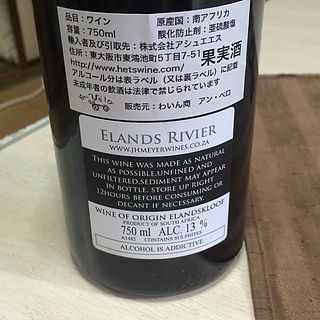 品名:ワイン 原産国:南アフリカ
容量:750ml 酸化防止剤:亜硫酸塩
輸入者及び引取先:株式会社アシュエエス
住所:東大阪市東鴻池町5丁目7-51 果実酒
http://www.hetswine.com/
アルコール分は表ラベル(又は裏ラベル)に記載
未成年者の飲酒は法律で禁じられています
販売元:わいん商 アン・ペロ
ELANDS RIVIER
WWW.JHMEYERWINES.CO.ZA
THIS WINE WAS MADE AS NATURAL
AS POSSIBLE,UNFINED AND
UNFILTERED,SEDIMENT MAY APPEAR
IN BOTTLE. STORE UP RIGHT
12HOURS BEFORE CONSUMING OR
DECANT IF NECESSARY.
WINE OF ORIGIN ELANDSKLOOF
PRODUCT OF SOUTH AFRICA
750 ml ALC. 13 %
A1482 CONTAINS SULPHITES
ALCOHOL IS ADDICTIVE